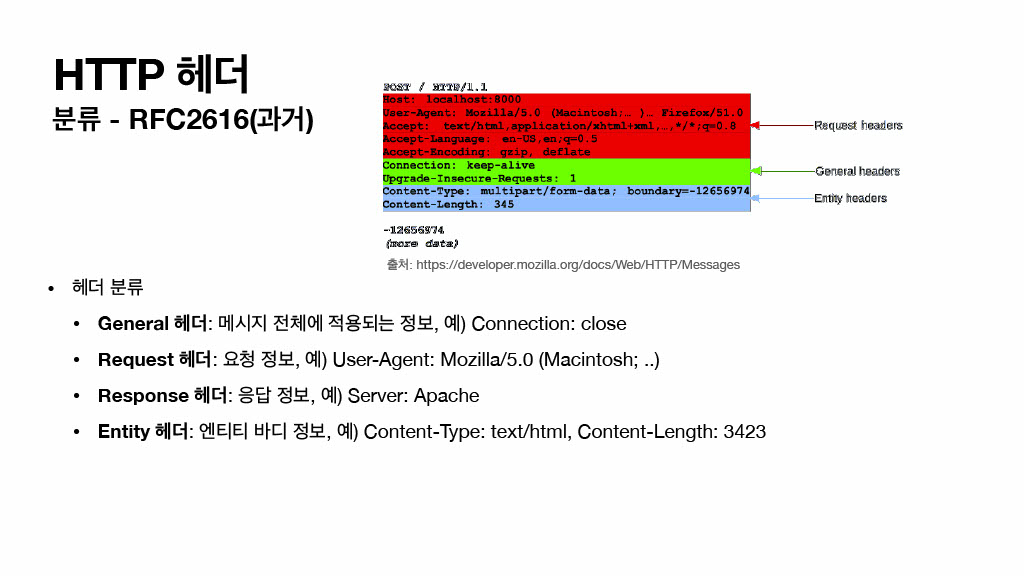 HTTP 헤더
분류 - RFC2616(과거)
POST / HTTP/1.1
Host: localhost:8000
User-Agent: Mozilla/5.0 (Macintosh;… )… Firefox/51.0
Accept: text/html,application/xhtml+xml,…,*/*;q=0.8
Accept-Language: en-US,en;q=0.5
Accept-Encoding: gzip, deflate
Connection: keep-alive
Upgrade-Insecure-Requests: 1
Content-Type: multipart/form-data; boundary=-12656974
Content-Length: 345
-12656974
(more data)
Request headers
General headers
Entity headers
출처: https://developer.mozilla.org/docs/Web/HTTP/Messages
• 헤더 분류
• General 헤더: 메시지 전체에 적용되는 정보, 예) Connection: close
• Request 헤더: 요청 정보, 예) User-Agent: Mozilla/5.0 (Macintosh; ..)
• Response 헤더: 응답 정보, 예) Server: Apache
• Entity 헤더: 엔티티 바디 정보, 예) Content-Type: text/html, Content-Length: 3423